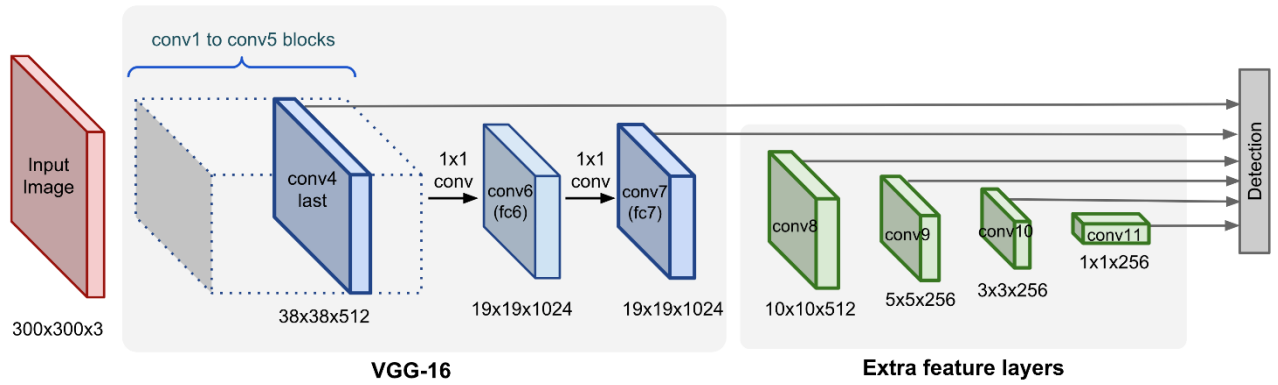 conv1 to conv5 blocks
Input
Image
300x300x3
conv4
last
38x38x512
1x1
conv
conv6
(fc6)
19x19x1024
1x1
conv
conv7
(fc7)
19x19x1024
VGG-16
conv8
10x10x512
conv9
5x5x256
conv10
3x3x256
conv11
1x1x256
Extra feature layers
Detection